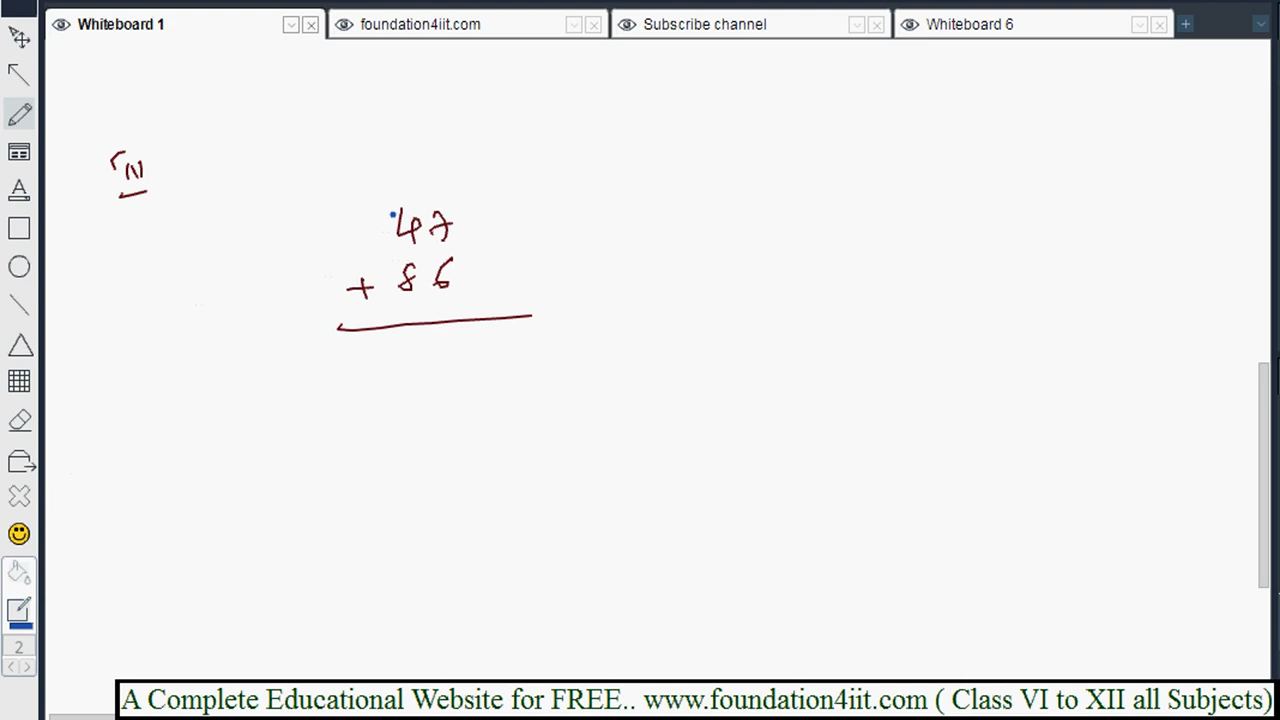 Whiteboard 1
foundation4iit.com
Subscribe channel
Whiteboard 6
47
+ 86
2
A Complete Educational Website for FREE.. www.foundation4iit.com ( Class VI to XII all Subjects)